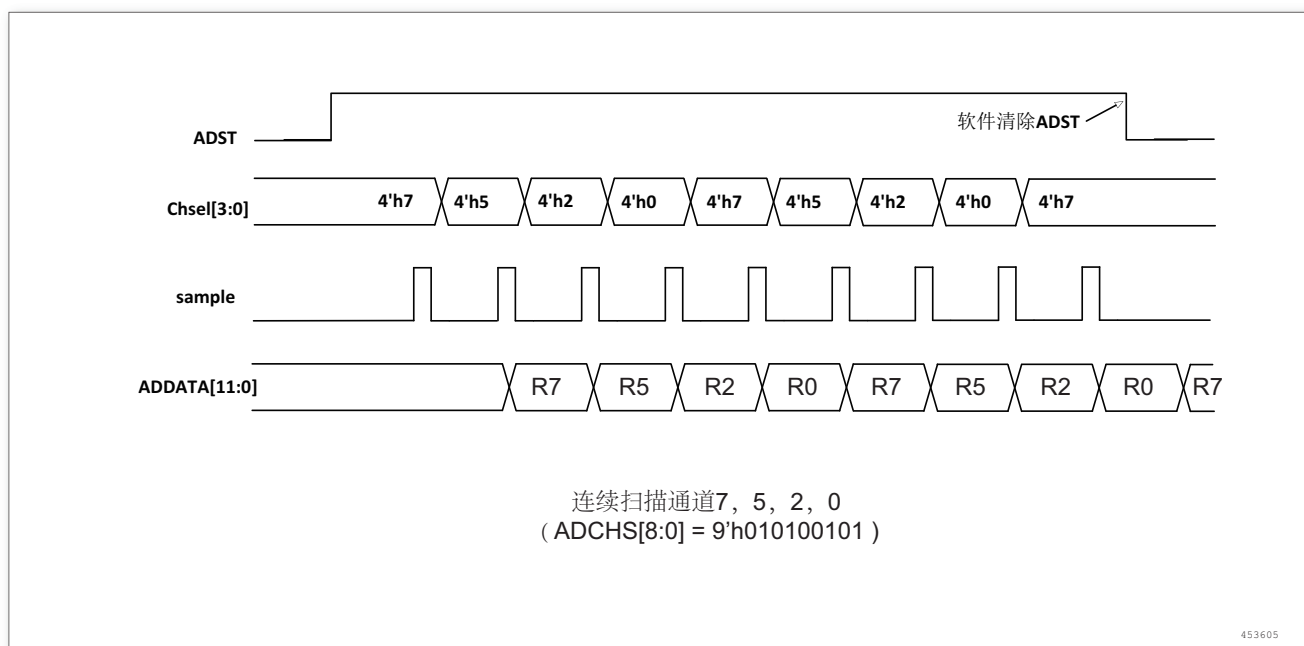 软件清除ADST
ADST
Chsel[3:0] 4'h7 4'h5 4'h2 4'h0 4'h7 4'h5 4'h2 4'h0 4'h7
sample
ADDATA[11:0] R7 R5 R2 R0 R7 R5 R2 R0 R7
连续扫描通道7，5，2，0
（ADCHS[8:0] = 9’h010100101 )
453605